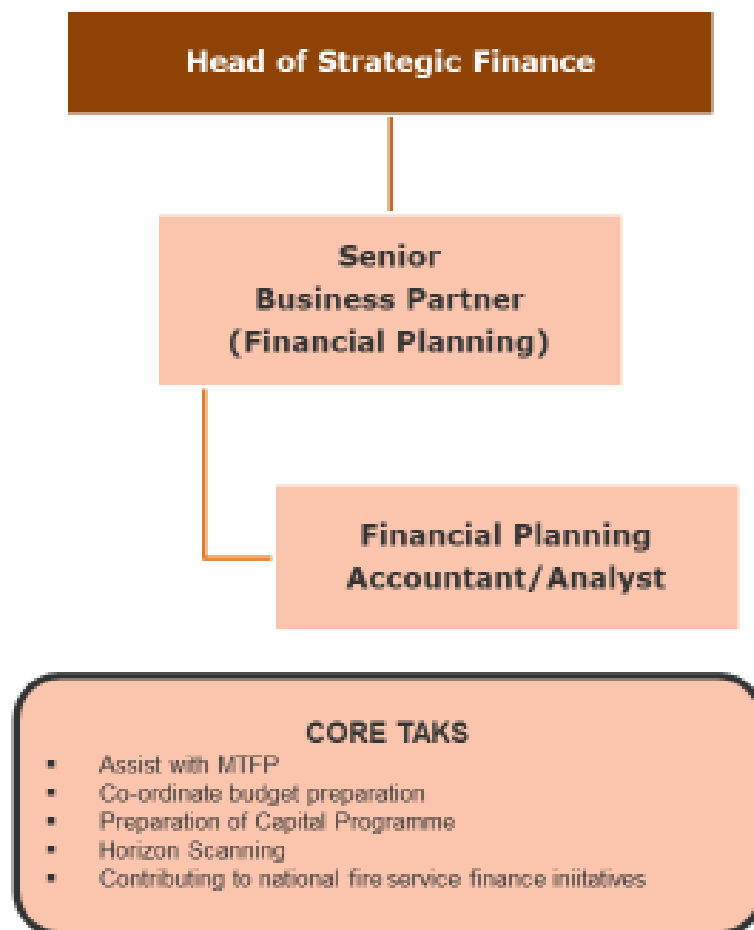 Head of Strategic Finance
Senior
Business Partner
(Financial Planning)
Financial Planning
Accountant/Analyst
CORE TAKS
▪ Assist with MTFP
▪ Co-ordinate budget preparation
▪ Preparation of Capital Programme
▪ Horizon Scanning
▪ Contributing to national fire service finance iniitatives